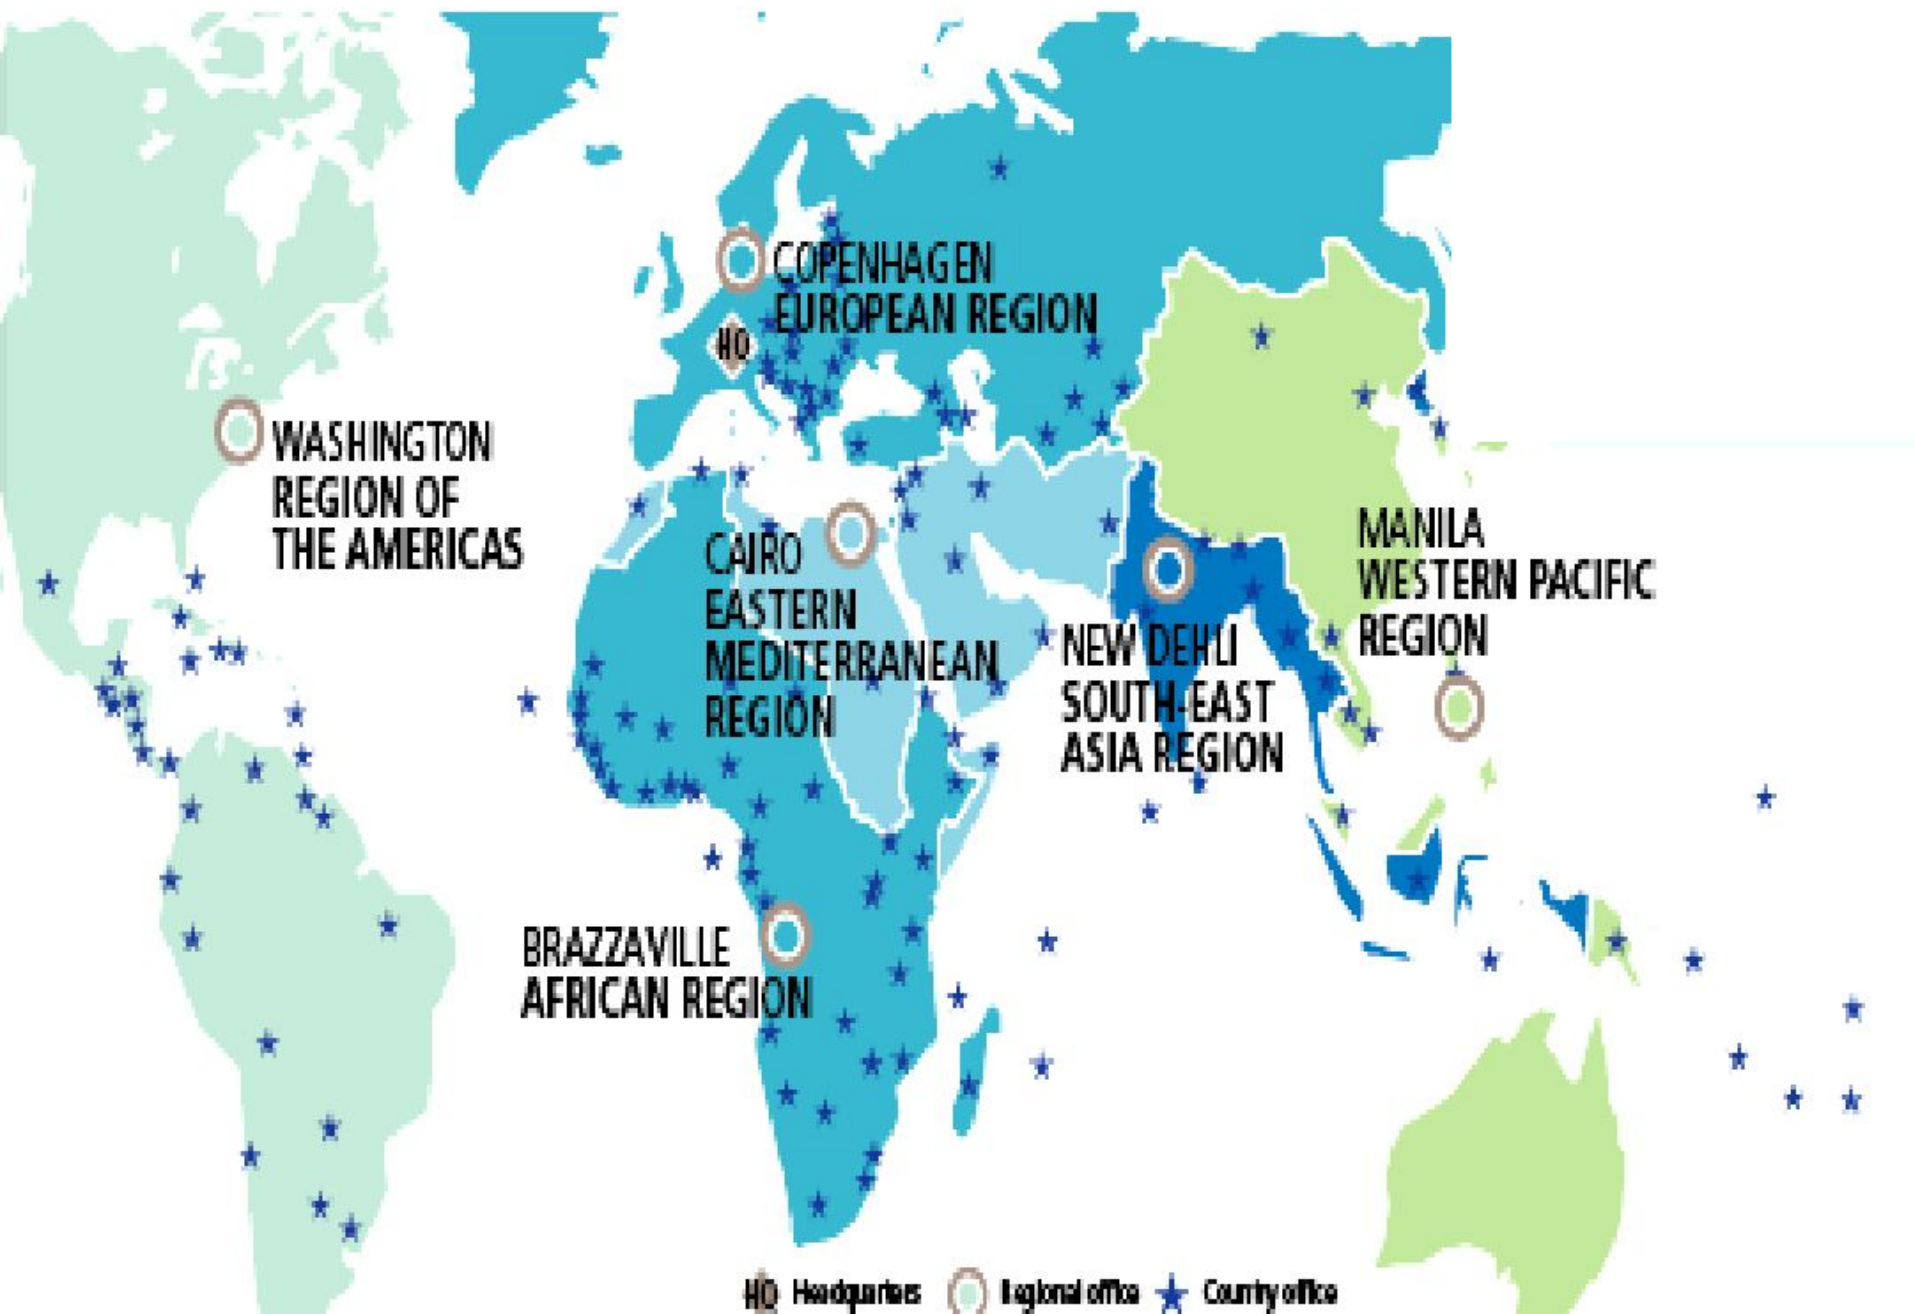 COPENHAGEN
EUROPEAN REGION
HQ
WASHINGTON
REGION OF
THE AMERICAS
CAIRO
EASTERN
MEDITERRANEAN
REGION
NEW DEHLI
SOUTH-EAST
ASIA REGION
MANILA
WESTERN PACIFIC
REGION
BRAZZAVILLE
AFRICAN REGION
HQ Headquarters Regional office Country office